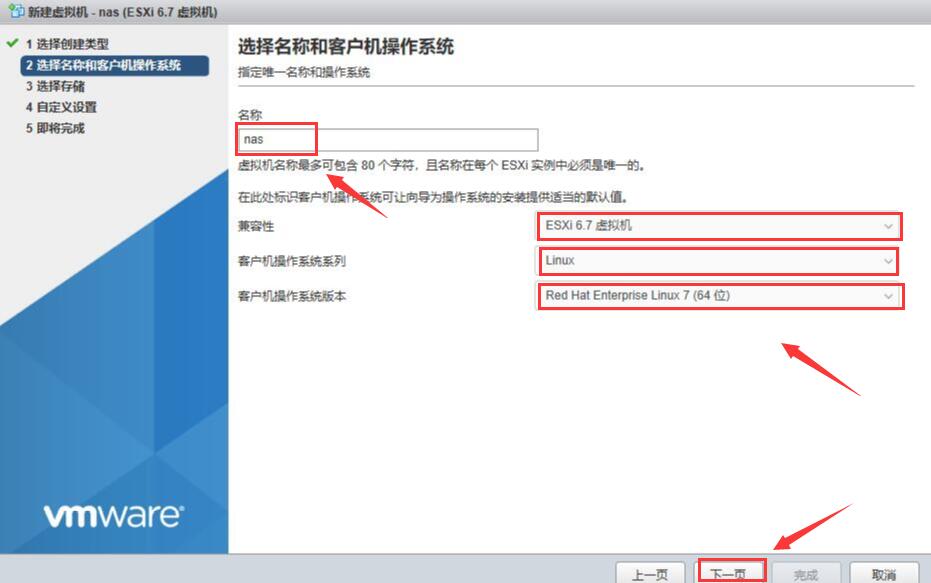 新建虚拟机 - nas (ESXi 6.7 虚拟机)
1 选择创建类型
2 选择名称和客户机操作系统
3 选择存储
4 自定义设置
5 即将完成
选择名称和客户机操作系统
指定唯一名称和操作系统
名称
nas
虚拟机名称最多可包含 80 个字符，且名称在每个 ESXi 实例中必须是唯一的。
在此处标识客户机操作系统可让向导为操作系统的安装提供适当的默认值。
兼容性 ESXi 6.7 虚拟机
客户机操作系统系列 Linux
客户机操作系统版本 Red Hat Enterprise Linux 7 (64 位)
vmware®
上一页 下一页 完成 取消